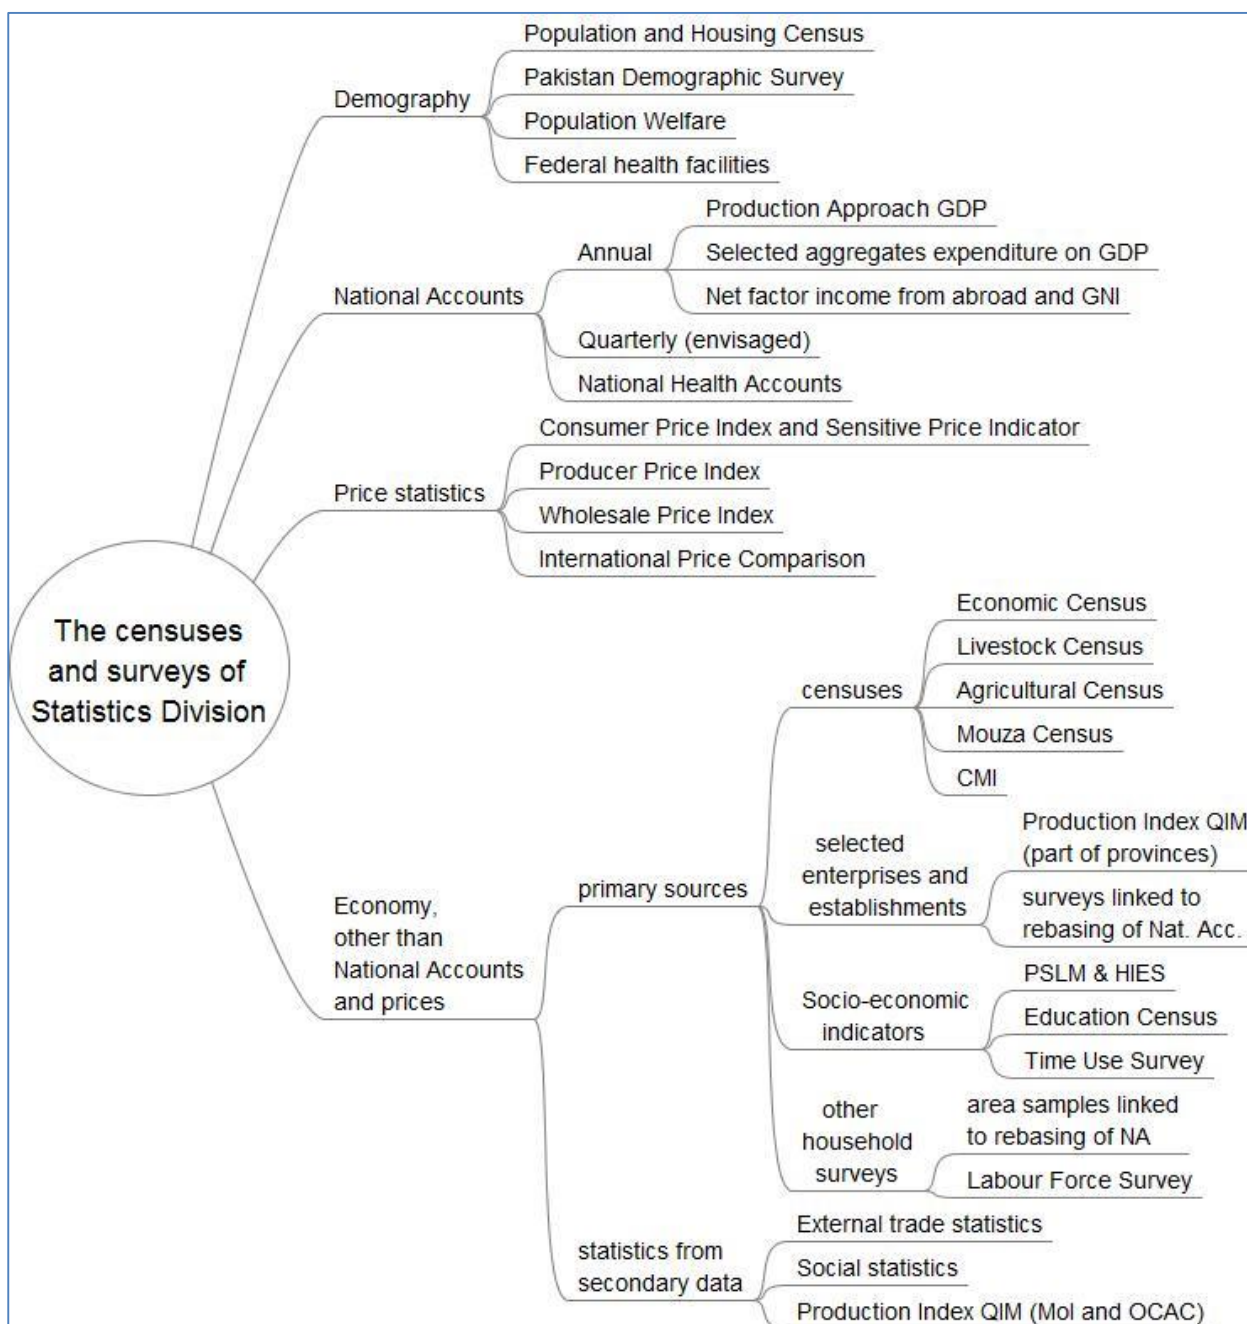 The censuses
and surveys of
Statistics Division
Demography
Population and Housing Census
Pakistan Demographic Survey
Population Welfare
Federal health facilities
National Accounts
Annual
Production Approach GDP
Selected aggregates expenditure on GDP
Net factor income from abroad and GNI
Quarterly (envisaged)
National Health Accounts
Price statistics
Consumer Price Index and Sensitive Price Indicator
Producer Price Index
Wholesale Price Index
International Price Comparison
Economy,
other than
National Accounts
and prices
primary sources
censuses
Economic Census
Livestock Census
Agricultural Census
Mouza Census
CMI
selected
enterprises and
establishments
Production Index QIM
(part of provinces)
surveys linked to
rebasing of Nat. Acc.
Socio-economic
indicators
PSLM & HIES
Education Census
Time Use Survey
other
household
surveys
area samples linked
to rebasing of NA
Labour Force Survey
statistics from
secondary data
External trade statistics
Social statistics
Production Index QIM (MoI and OCAC)